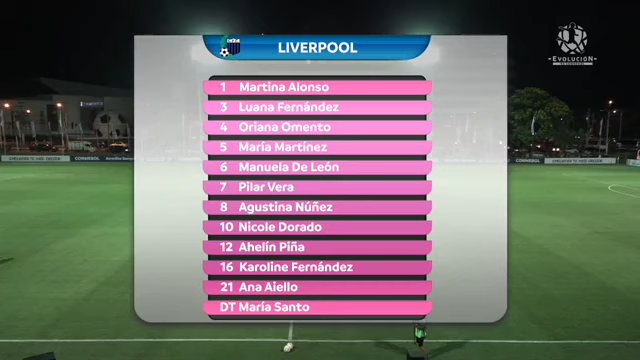 LIVERPOOL
EVOLUCIÓN
1 Martina Alonso
3 Luana Fernández
4 Oriana Omento
5 María Martínez
6 Manuela De León
7 Pilar Vera
8 Agustina Núñez
10 Nicole Dorado
12 Ahelín Piña
16 Karoline Fernández
21 Ana Aiello
DT María Santo